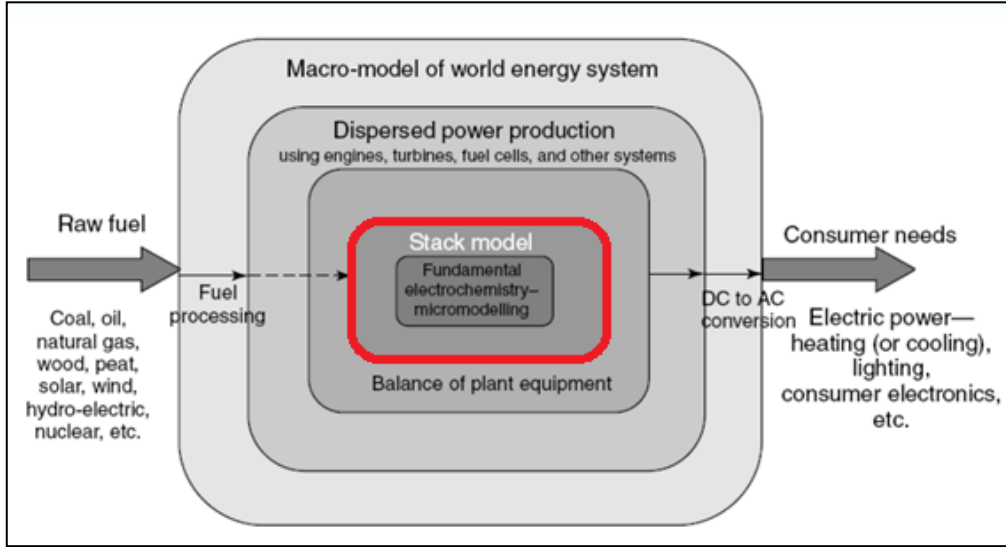 Macro-model of world energy system
Dispersed power production
using engines, turbines, fuel cells, and other systems
Raw fuel
Coal, oil,
natural gas,
wood, peat,
solar, wind,
hydro-electric,
nuclear, etc.
Fuel
processing
Stack model
Fundamental
electrochemistry–
micromodelling
Balance of plant equipment
DC to AC
conversion
Consumer needs
Electric power—
heating (or cooling),
lighting,
consumer electronics,
etc.